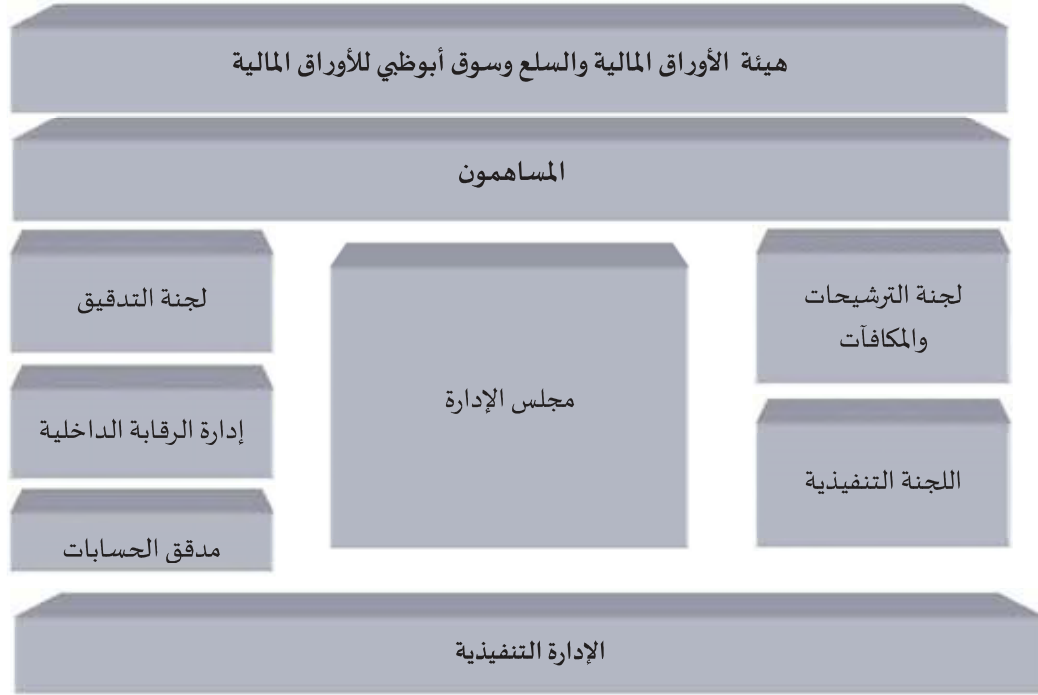 هيئة الأوراق المالية والسلع وسوق أبوظبي للأوراق المالية
المساهمون
لجنة الترشيحات
والمكافآت
اللجنة التنفيذية
مجلس الإدارة
لجنة التدقيق
إدارة الرقابة الداخلية
مدقق الحسابات
الإدارة التنفيذية